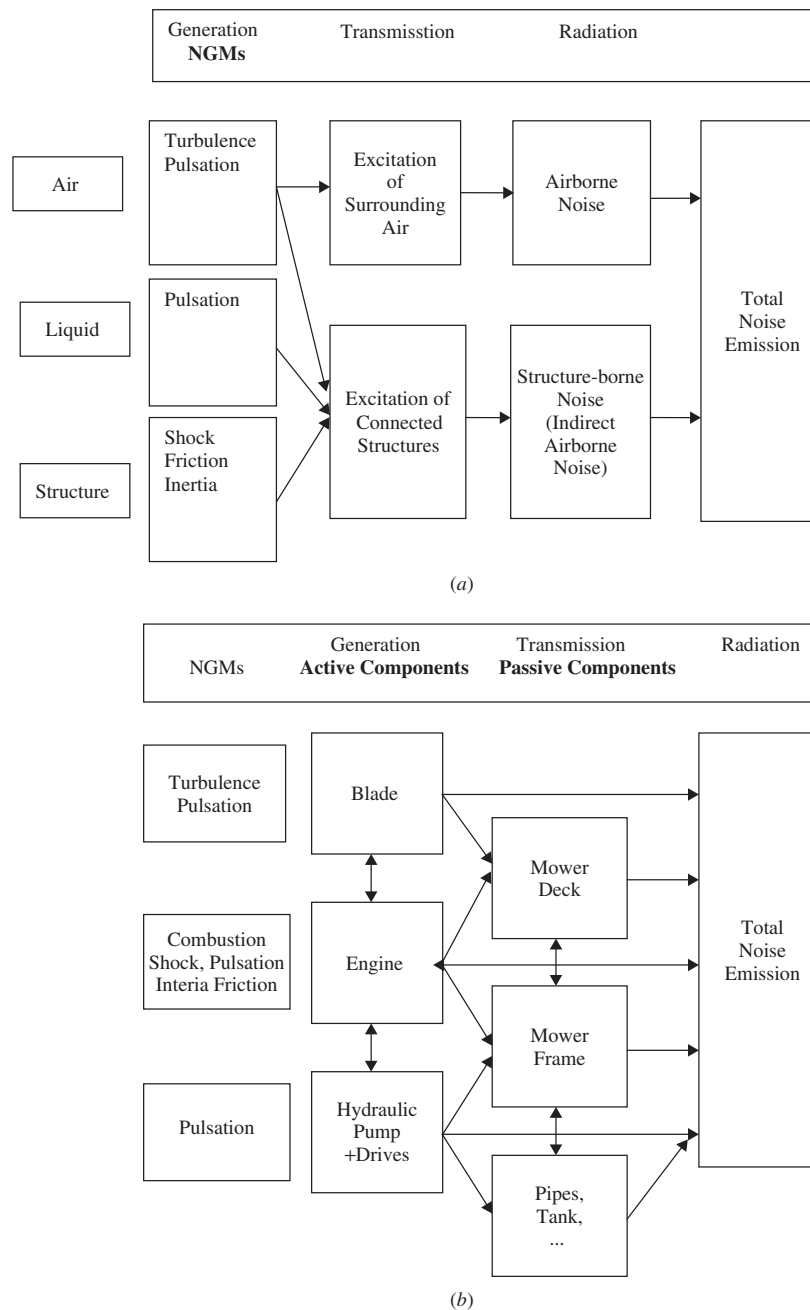 Generation
NGMs
Transmisstion
Radiation
Air
Turbulence
Pulsation
Excitation
of
Surrounding
Air
Airborne
Noise
Total
Noise
Emission
Liquid
Pulsation
Excitation of
Connected
Structures
Structure-borne
Noise
(Indirect
Airborne
Noise)
Structure
Shock
Friction
Inertia
(a)
NGMs
Generation
Active Components
Transmission
Passive Components
Radiation
Turbulence
Pulsation
Blade
Mower
Deck
Total
Noise
Emission
Combustion
Shock, Pulsation
Interia Friction
Engine
Mower
Frame
Pulsation
Hydraulic
Pump
+Drives
Pipes,
Tank,
...
(b)